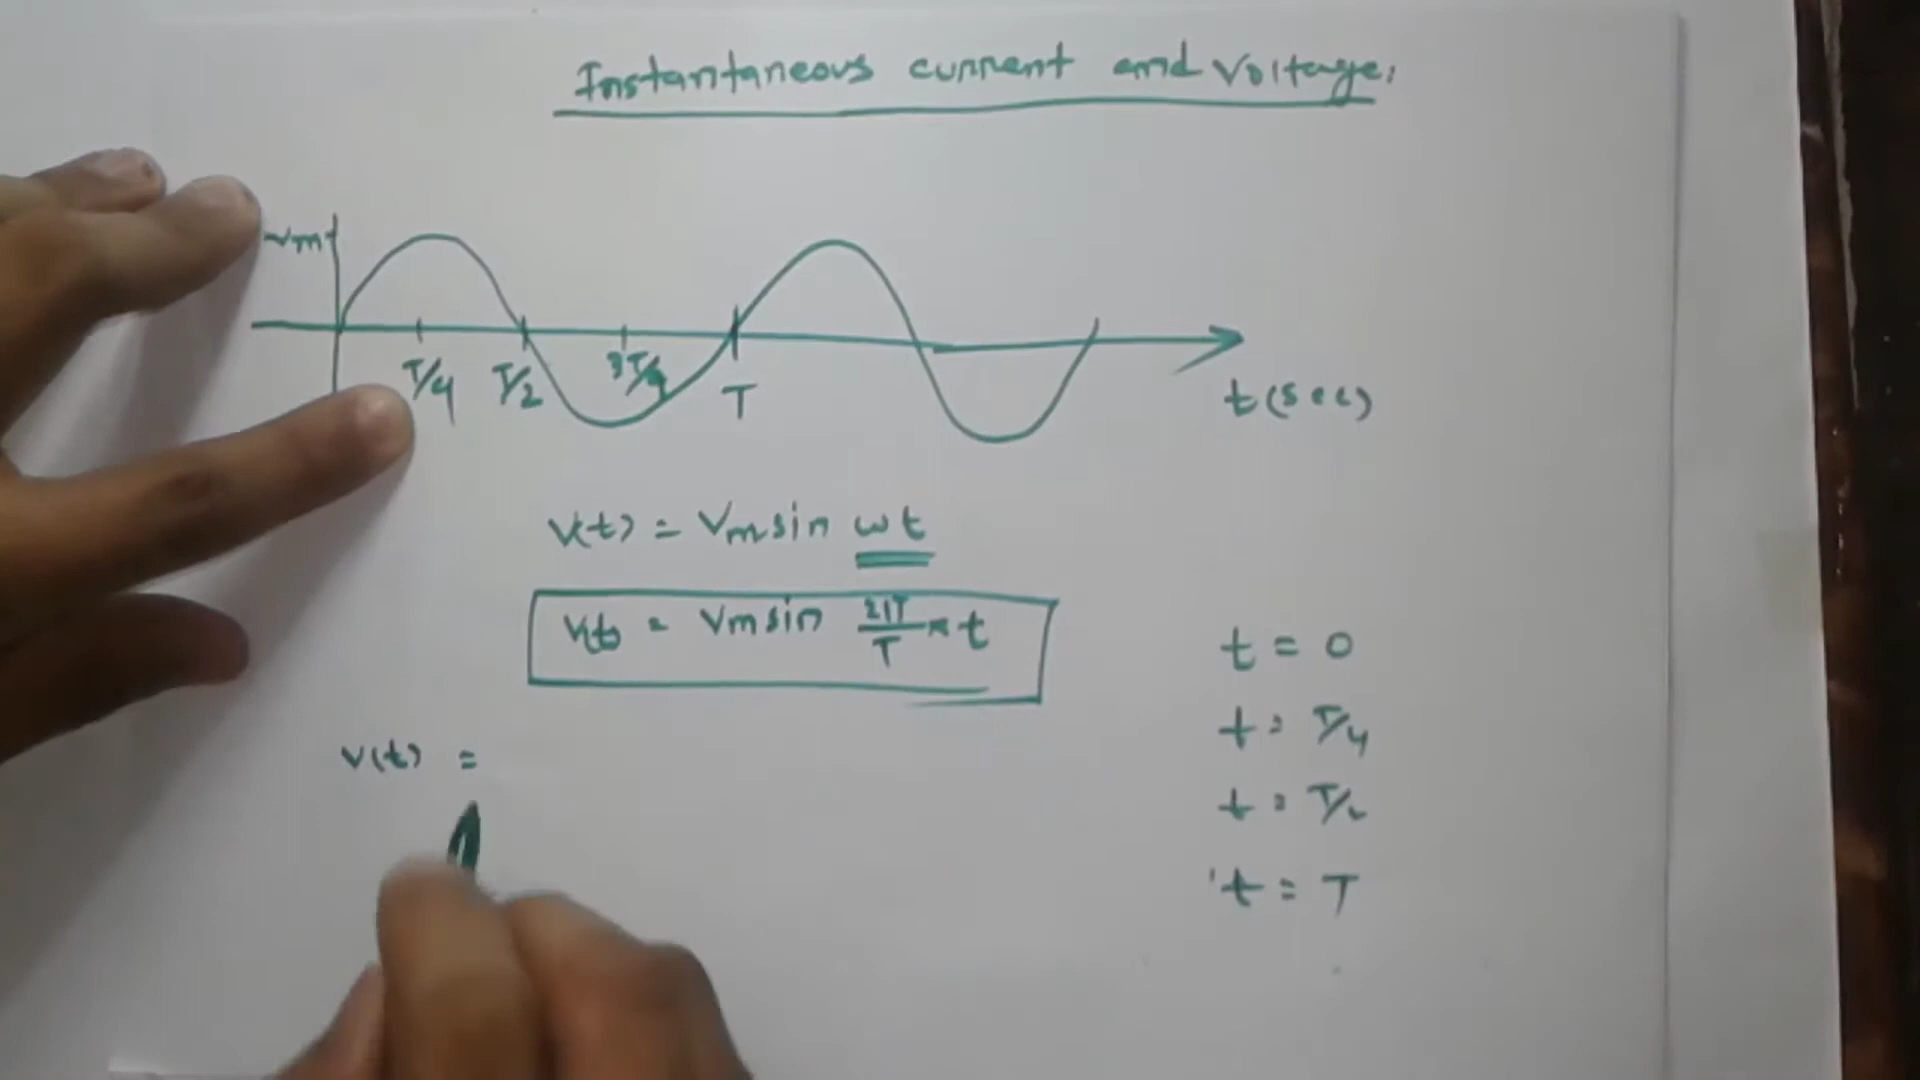 Instantaneous current and Voltage.
Vm
T/4 T/2 3T/4 T
t(sec)
V(t) = Vm sin ωt
V(t) = Vm sin 2π/T × t
t = 0
t = T/4
t = T/2
t = T
v(t) =